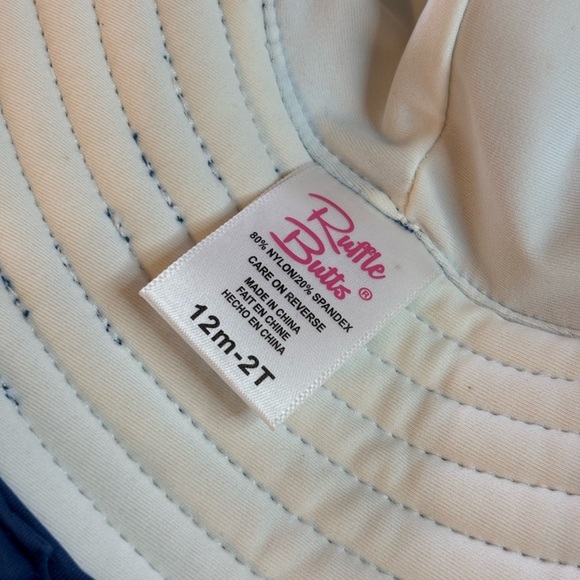 Ruffle
Butts®
80% NYLON/20% SPANDEX
CARE ON REVERSE
MADE IN CHINA
FAIT EN CHINE
HECHO EN CHINA
12m-2T